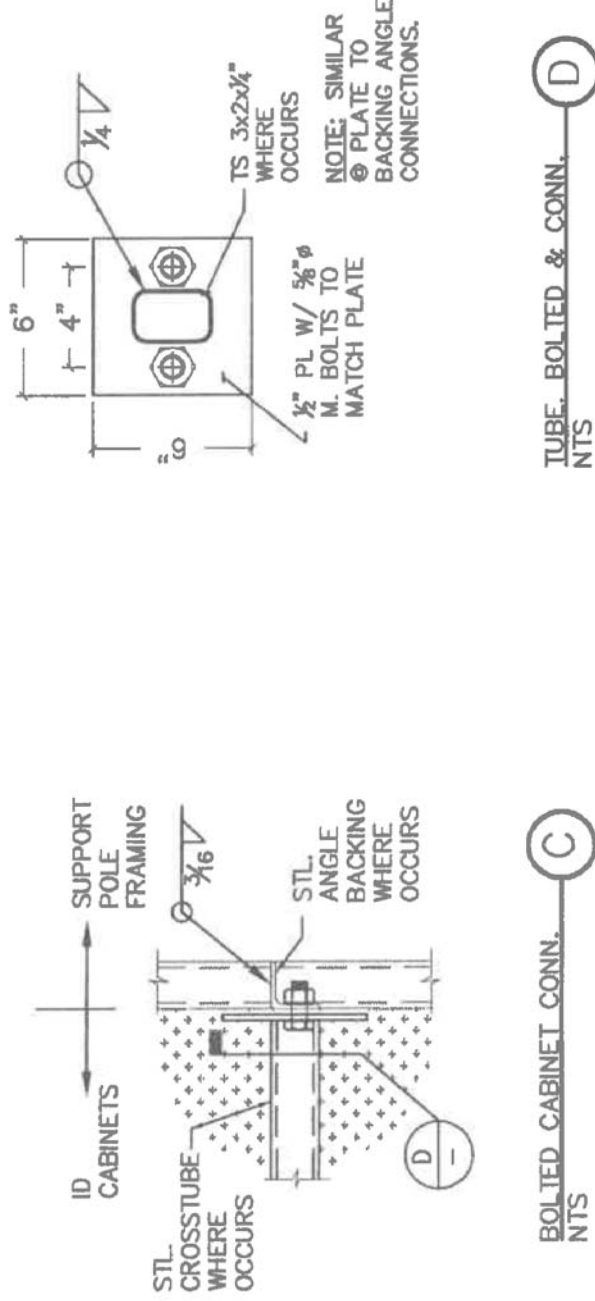 ID
CABINETS
SUPPORT
POLE
FRAMING
STL.
CROSSTUBE
WHERE
OCCURS
3/16
STL.
ANGLE
BACKING
WHERE
OCCURS
D
–
BOLTED CABINET CONN.
NTS
C
6"
4"
6"
1/4
TS 3x2x1/4"
WHERE
OCCURS
1/2" PL W/ 5/8"ø
M. BOLTS TO
MATCH PLATE
NOTE: SIMILAR
@ PLATE TO
BACKING ANGLE
CONNECTIONS.
TUBE, BOLTED & CONN.
NTS
D